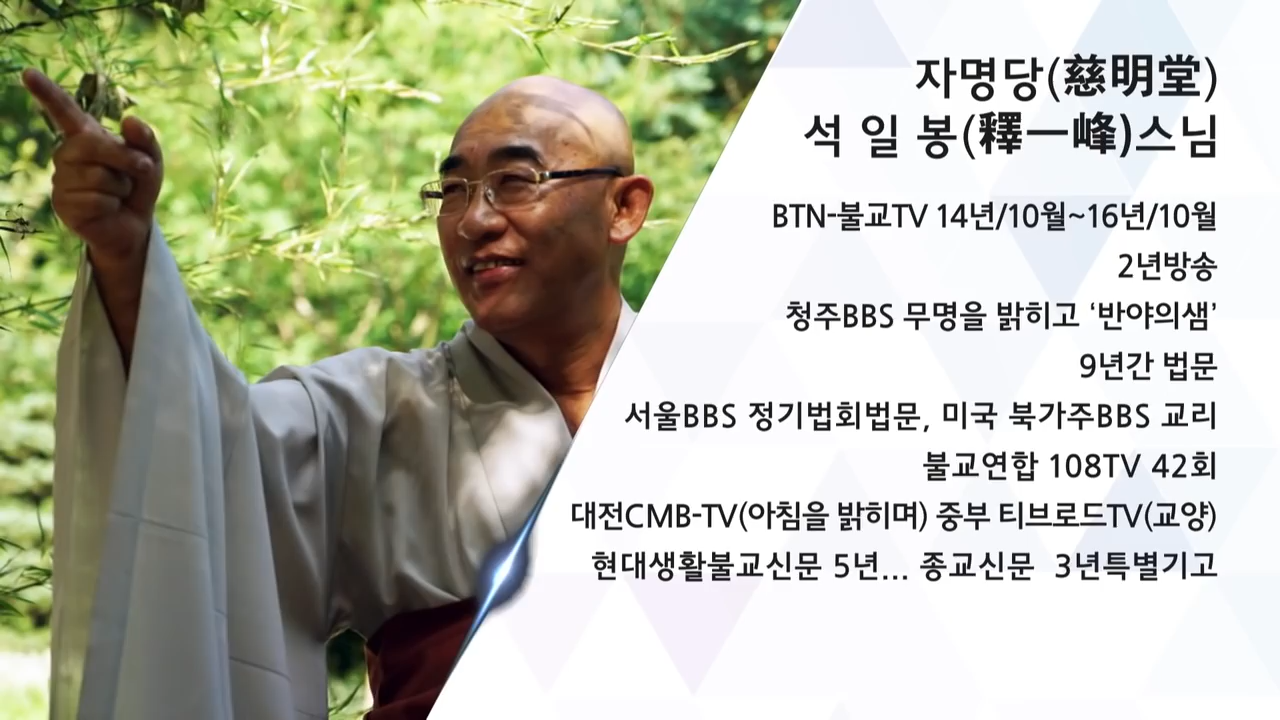 자명당(慈明堂)
석 일 봉(釋一峰)스님
BTN-불교TV 14년/10월~16년/10월
2년방송
청주BBS 무명을 밝히고 ‘반야의샘’
9년간 법문
서울BBS 정기법회법문, 미국 북가주BBS 교리
불교연합 108TV 42회
대전CMB-TV(아침을 밝히며) 중부 티브로드TV(교양)
현대생활불교신문 5년... 종교신문 3년특별기고